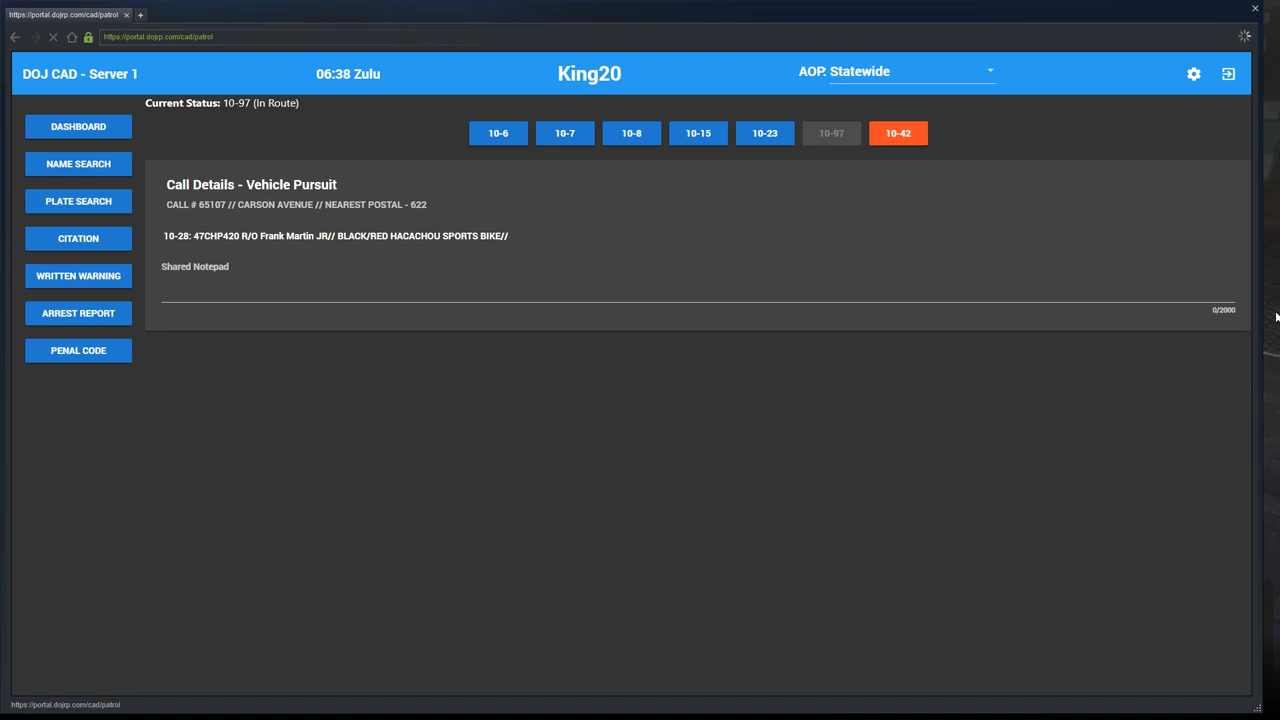 https://portal.dojrp.com/cad/patrol
https://portal.dojrp.com/cad/patrol
DOJ CAD - Server 1
06:38 Zulu
King20
AOP: Statewide
Current Status: 10-97 (In Route)
10-6
10-7
10-8
10-15
10-23
10-97
10-42
DASHBOARD
NAME SEARCH
PLATE SEARCH
CITATION
WRITTEN WARNING
ARREST REPORT
PENAL CODE
Call Details - Vehicle Pursuit
CALL # 65107 // CARSON AVENUE // NEAREST POSTAL - 622
10-28: 47CHP420 R/O Frank Martin JR// BLACK/RED HACACHOU SPORTS BIKE//
Shared Notepad
0/2000
https://portal.dojrp.com/cad/patrol